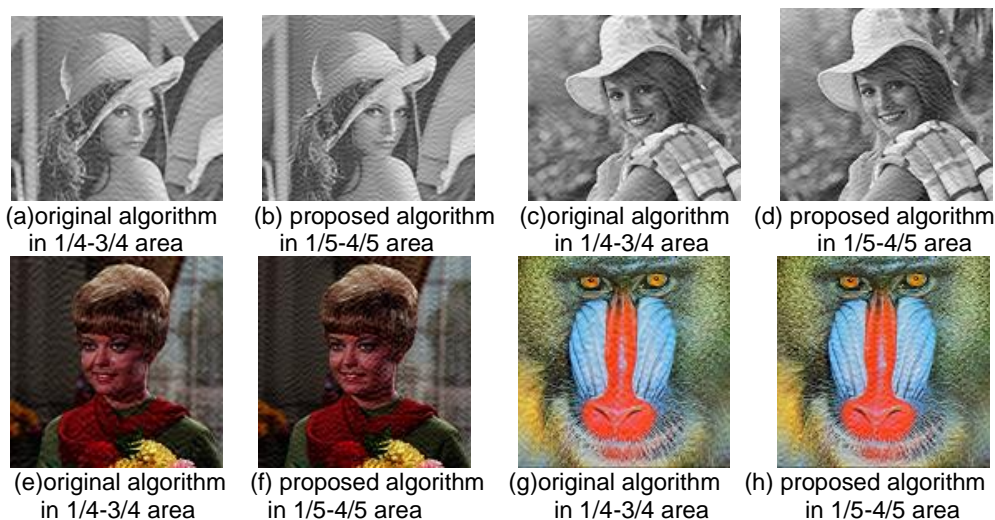 (a)original algorithm
in 1/4-3/4 area
(b) proposed algorithm
in 1/5-4/5 area
(c)original algorithm
in 1/4-3/4 area
(d) proposed algorithm
in 1/5-4/5 area
(e)original algorithm
in 1/4-3/4 area
(f) proposed algorithm
in 1/5-4/5 area
(g)original algorithm
in 1/4-3/4 area
(h) proposed algorithm
in 1/5-4/5 area